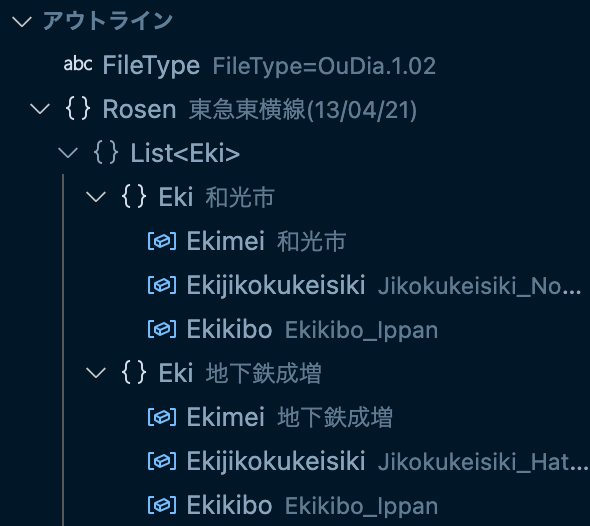 アウトライン
abc FileType FileType=OuDia.1.02
{} Rosen 東急東横線(13/04/21)
{} List<Eki>
{} Eki 和光市
Ekimei 和光市
Ekijikokukeisiki Jikokukeisiki_No...
Ekikibo Ekikibo_Ippan
{} Eki 地下鉄成増
Ekimei 地下鉄成増
Ekijikokukeisiki Jikokukeisiki_Hat...
Ekikibo Ekikibo_Ippan